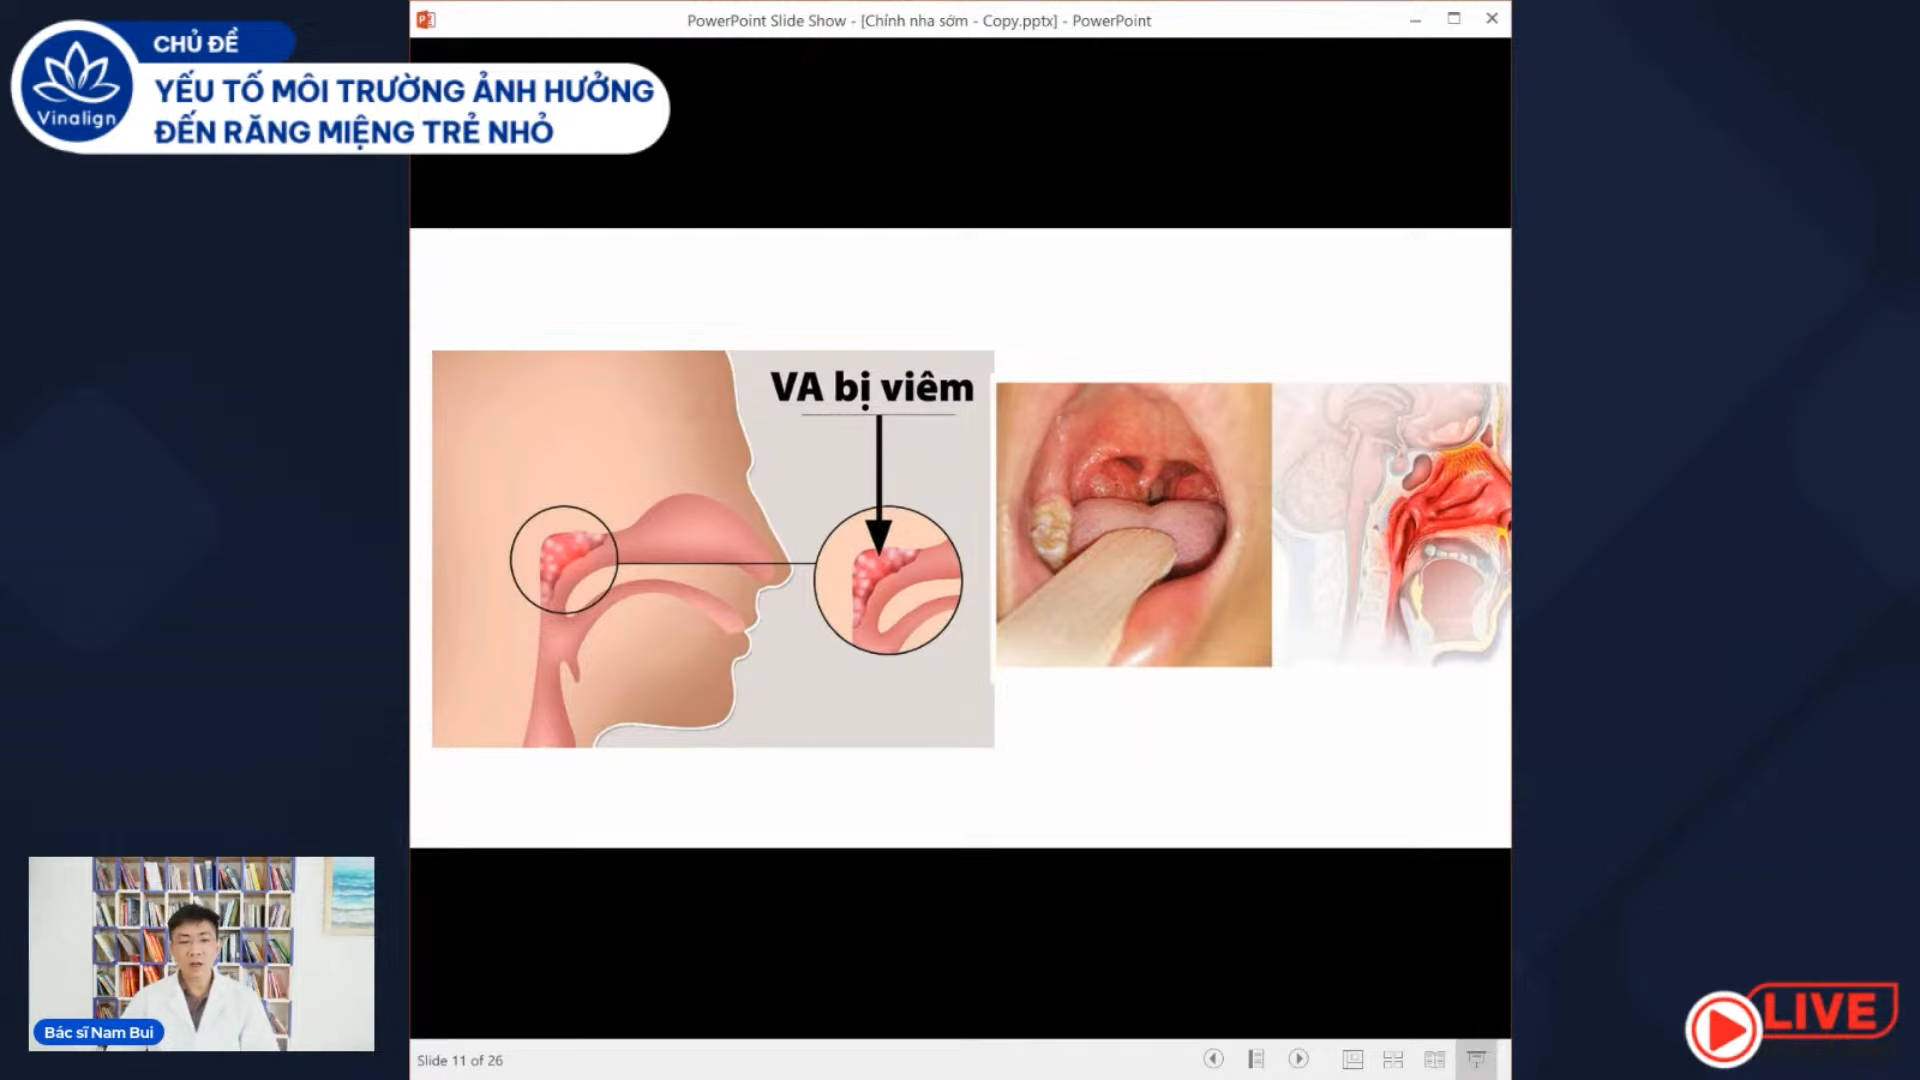 PowerPoint Slide Show - [Chỉnh nha sớm - Copy.pptx] - PowerPoint
CHỦ ĐỀ
YẾU TỐ MÔI TRƯỜNG ẢNH HƯỞNG
ĐẾN RĂNG MIỆNG TRẺ NHỎ
Vinalign
VA bị viêm
Bác sĩ Nam Bui
Slide 11 of 26
LIVE